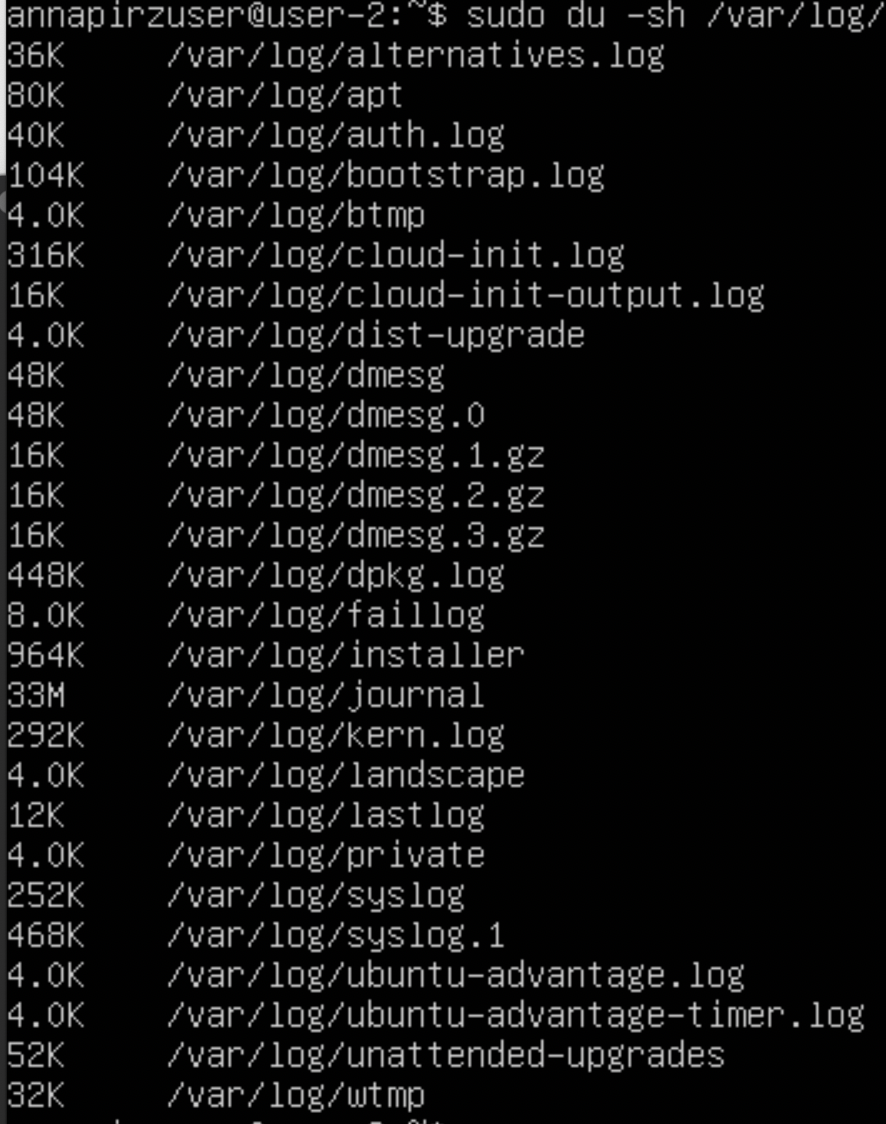 annapirzuser@user-2:~$ sudo du -sh /var/log/
36K /var/log/alternatives.log
80K /var/log/apt
40K /var/log/auth.log
104K /var/log/bootstrap.log
4.0K /var/log/btmp
316K /var/log/cloud-init.log
16K /var/log/cloud-init-output.log
4.0K /var/log/dist-upgrade
48K /var/log/dmesg
48K /var/log/dmesg.0
16K /var/log/dmesg.1.gz
16K /var/log/dmesg.2.gz
16K /var/log/dmesg.3.gz
448K /var/log/dpkg.log
8.0K /var/log/faillog
964K /var/log/installer
33M /var/log/journal
292K /var/log/kern.log
4.0K /var/log/landscape
12K /var/log/lastlog
4.0K /var/log/private
252K /var/log/syslog
468K /var/log/syslog.1
4.0K /var/log/ubuntu-advantage.log
4.0K /var/log/ubuntu-advantage-timer.log
52K /var/log/unattended-upgrades
32K /var/log/wtmp